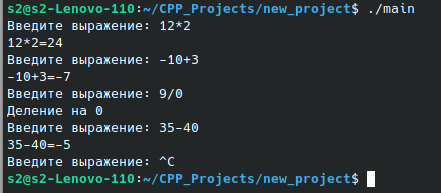 s2@s2-Lenovo-110:~/CPP_Projects/new_project$ ./main
Введите выражение: 12*2
12*2=24
Введите выражение: -10+3
-10+3=-7
Введите выражение: 9/0
Деление на 0
Введите выражение: 35-40
35-40=-5
Введите выражение: ^C
s2@s2-Lenovo-110:~/CPP_Projects/new_project$